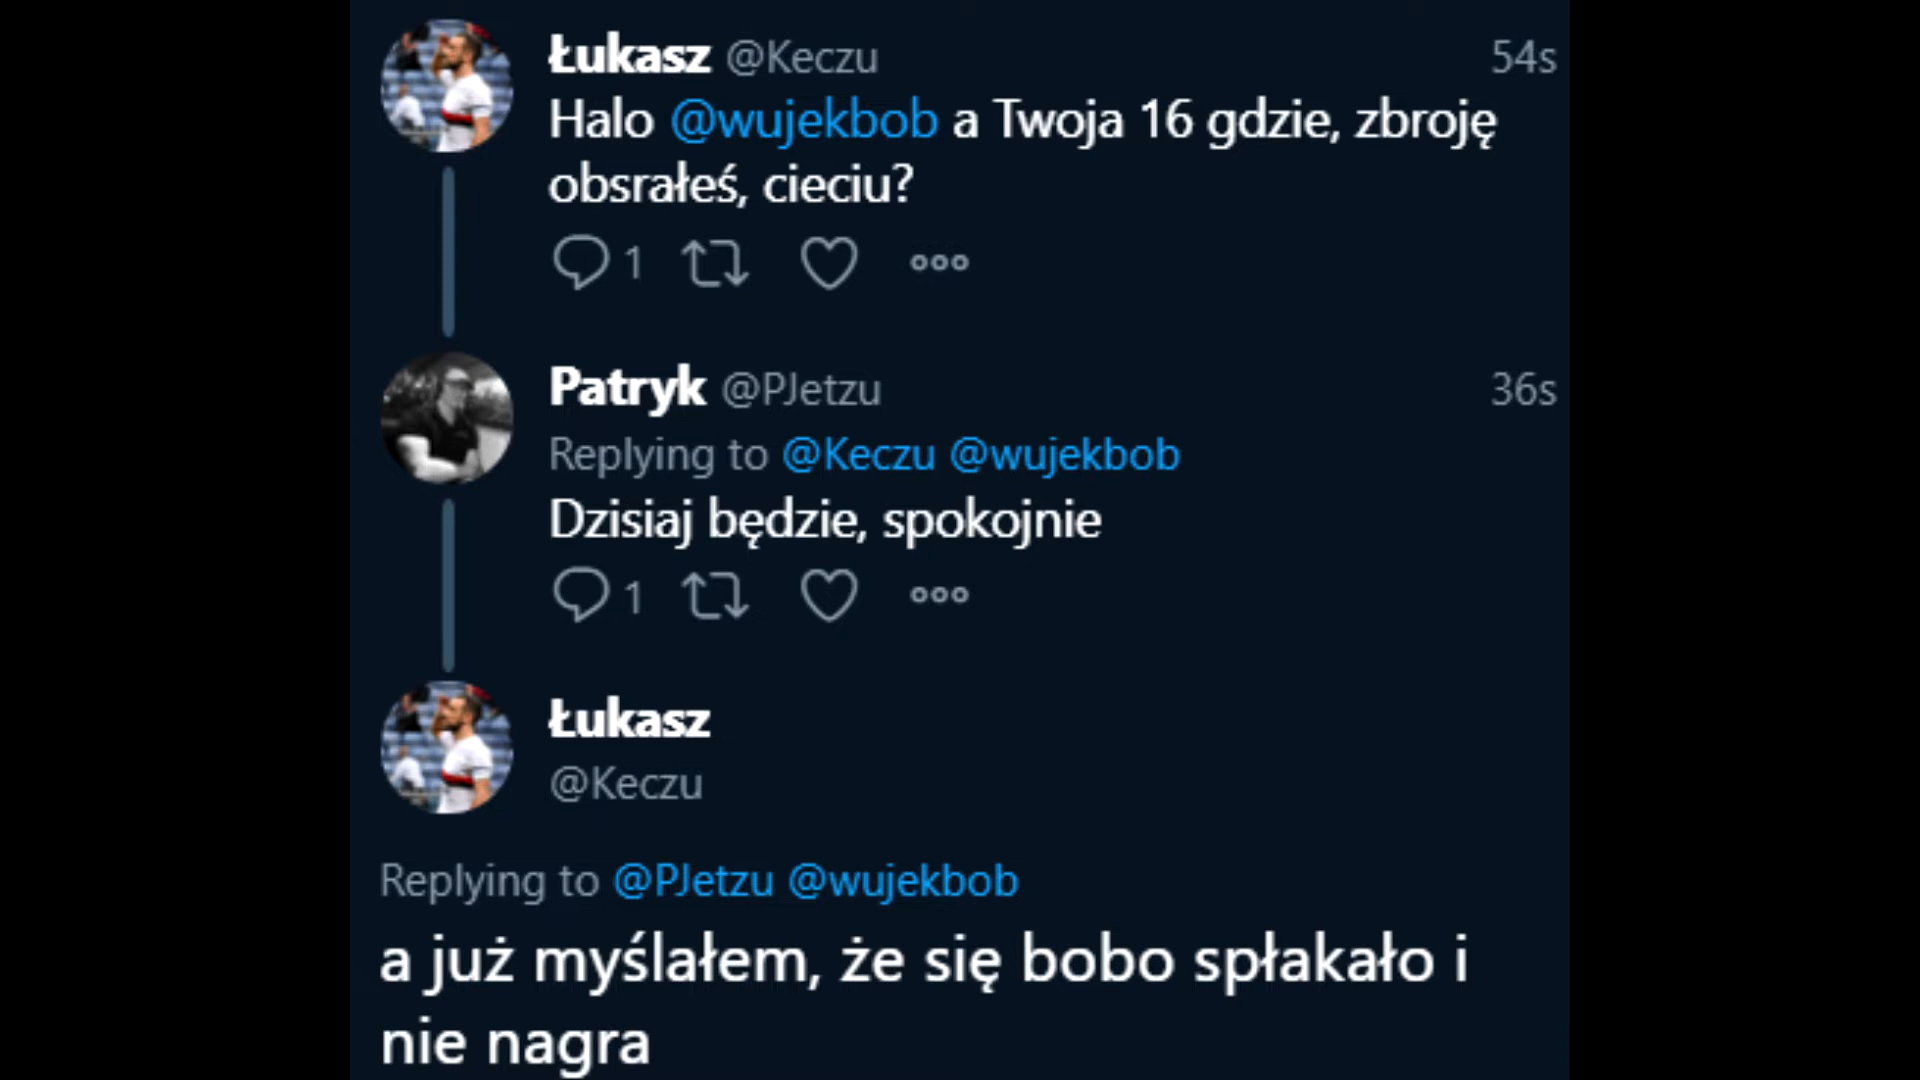 Łukasz @Keczu 54s
Halo @wujekbob a Twoja 16 gdzie, zbroję
obsrałeś, cieciu?
1
Patryk @PJetzu 36s
Replying to @Keczu @wujekbob
Dzisiaj będzie, spokojnie
1
Łukasz
@Keczu
Replying to @PJetzu @wujekbob
a już myślałem, że się bobo spłakało i
nie nagra